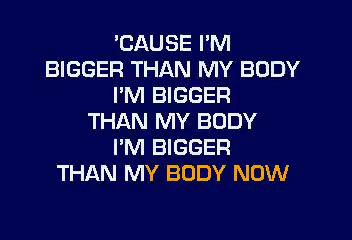 'CAUSE I'M
BIGGER THAN MY BODY
I'M BIGGER
THAN MY BODY
I'M BIGGER
THAN MY BODY NOW